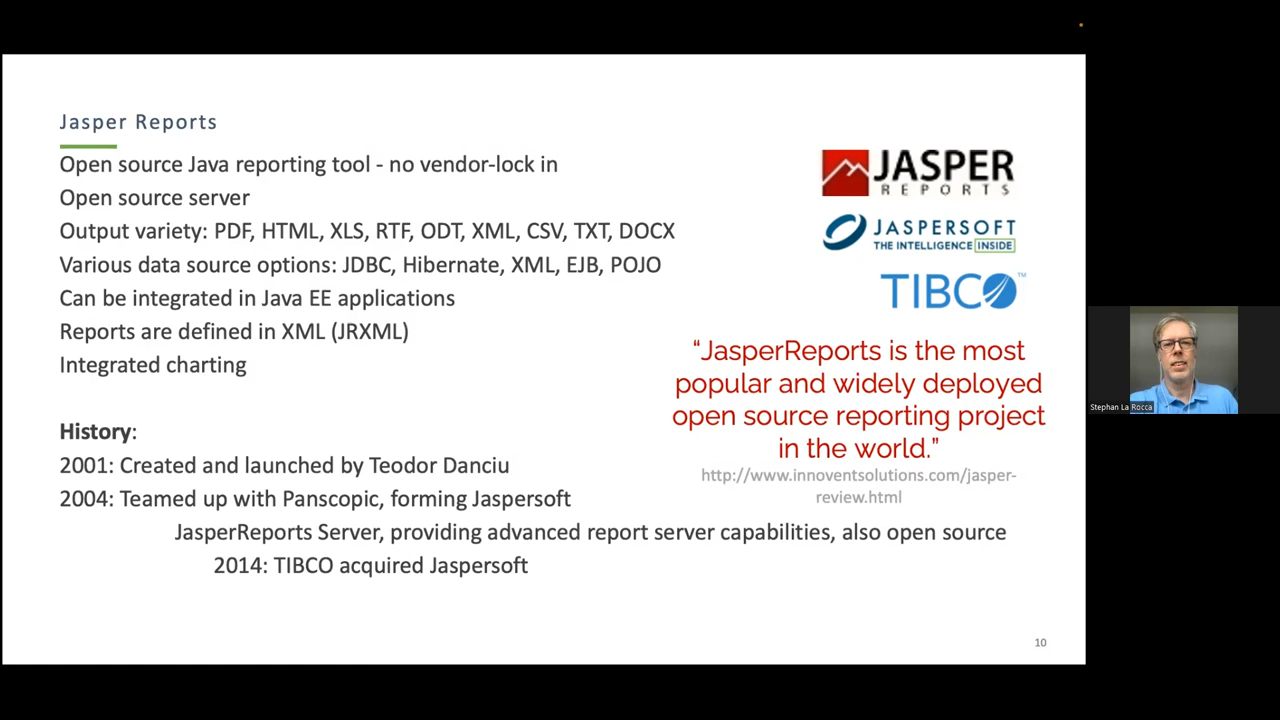 Jasper Reports
Open source Java reporting tool - no vendor-lock in
Open source server
Output variety: PDF, HTML, XLS, RTF, ODT, XML, CSV, TXT, DOCX
Various data source options: JDBC, Hibernate, XML, EJB, POJO
Can be integrated in Java EE applications
Reports are defined in XML (JRXML)
Integrated charting
History:
2001: Created and launched by Teodor Danciu
2004: Teamed up with Panscopic, forming Jaspersoft
JasperReports Server, providing advanced report server capabilities, also open source
2014: TIBCO acquired Jaspersoft
JASPER
REPORTS
JASPERSOFT
THE INTELLIGENCE INSIDE
TIBCO™
“JasperReports is the most
popular and widely deployed
open source reporting project
in the world.”
http://www.innoventsolutions.com/jasper-
review.html
10
Stephan La Rocca